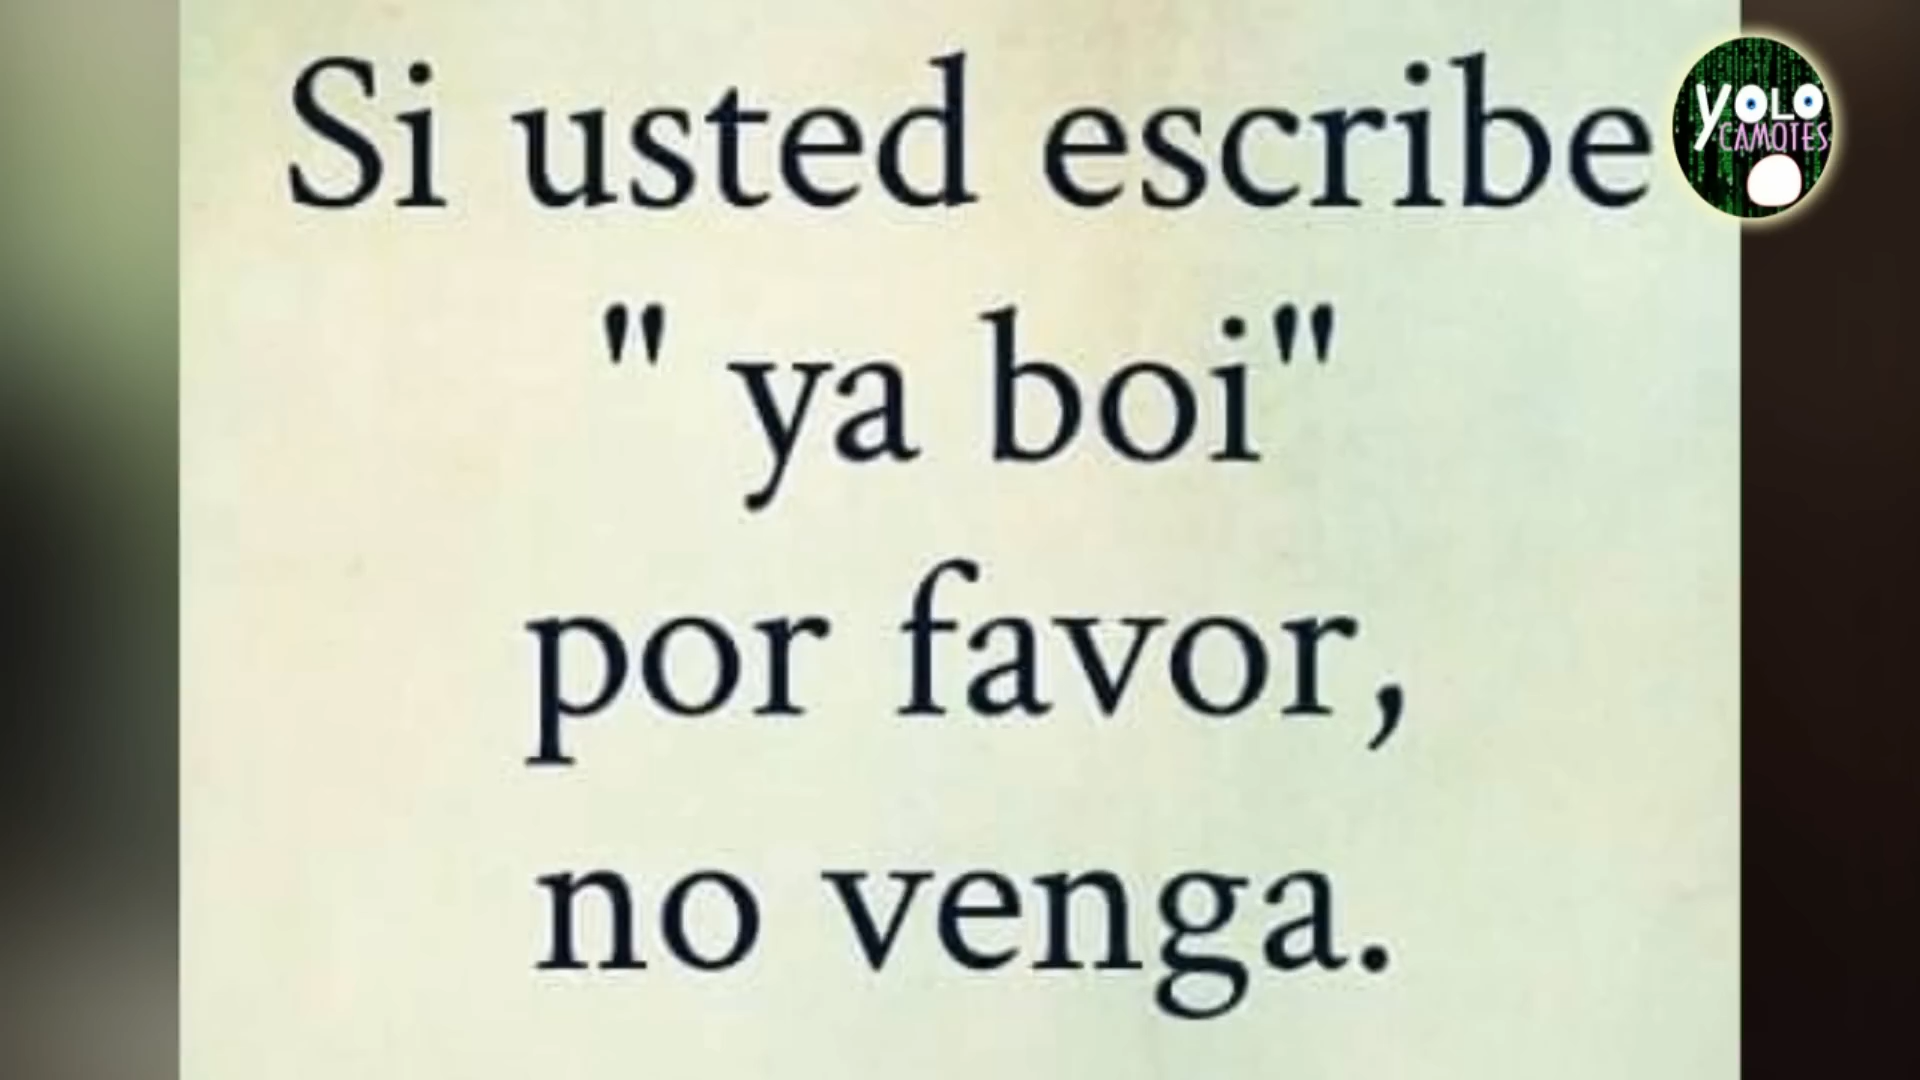 Si usted escribe
" ya boi"
por favor,
no venga.
YOLO
CAMOTES